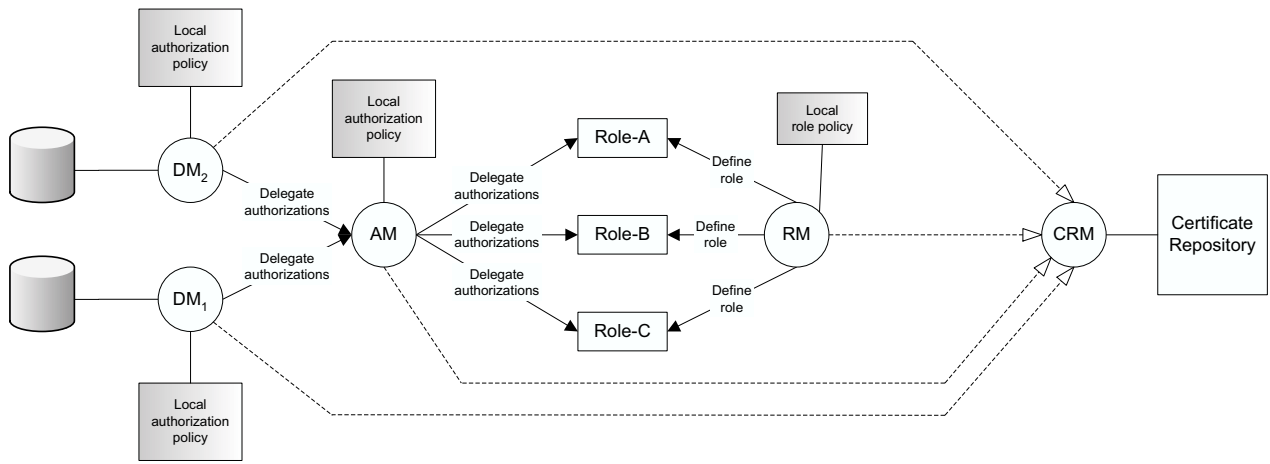 Local
authorization
policy
DM2
Delegate
authorizations
Local
authorization
policy
AM
Delegate
authorizations
DM1
Local
authorization
policy
Delegate
authorizations
Delegate
authorizations
Delegate
authorizations
Role-A
Role-B
Role-C
Define
role
Define
role
Define
role
Local
role policy
RM
CRM
Certificate
Repository